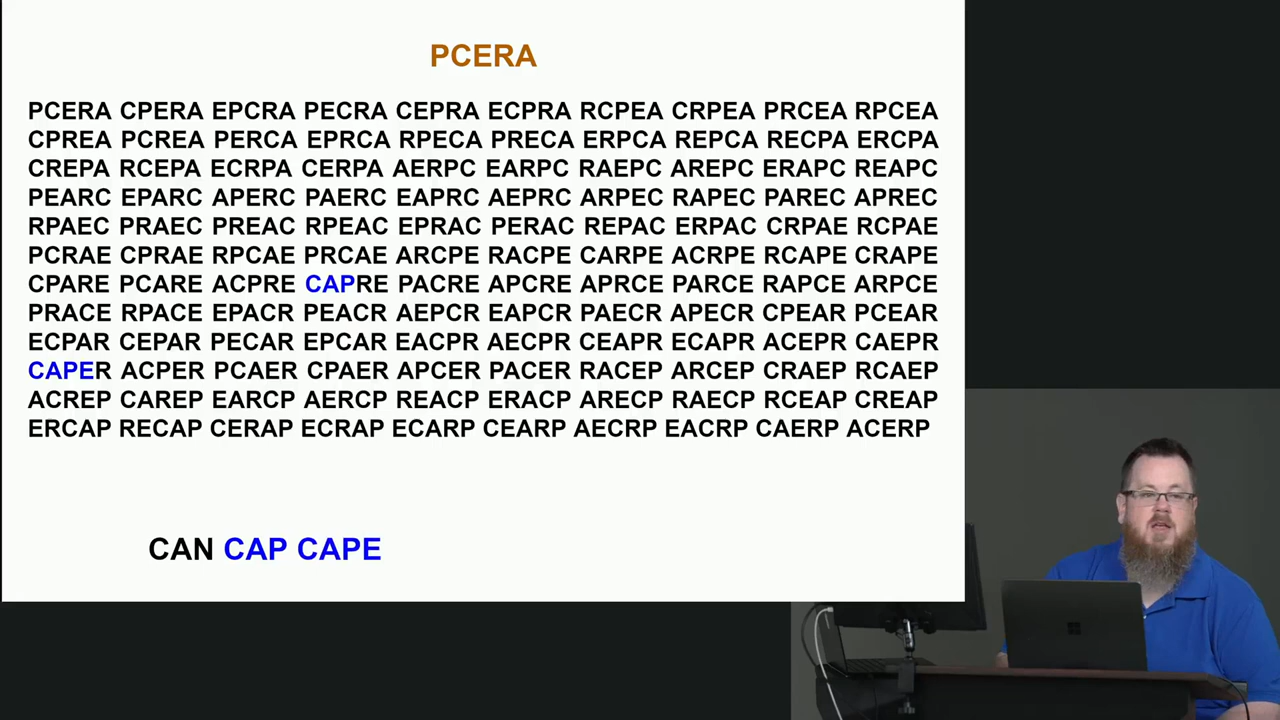 PCERA
PCERA CPERA EPCRA PECRA CEPRA ECPRA RCPEA CRPEA PRCEA RPCEA
CPREA PCREA PERCA EPRCA RPECA PRECA ERPCA REPCA RECPA ERCPA
CREPA RCEPA ECRPA CERPA AERPC EARPC RAEPC AREPC ERAPC REAPC
PEARC EPARC APERC PAERC EAPRC AEPRC ARPEC RAPEC PAREC APREC
RPAEC PRAEC PREAC RPEAC EPRAC PERAC REPAC ERPAC CRPAE RCPAE
PCRAE CPRAE RPCAE PRCAE ARCPE RACPE CARPE ACRPE RCAPE CRAPE
CPARE PCARE ACPRE CAPRE PACRE APCRE APRCE PARCE RAPCE ARPCE
PRACE RPACE EPACR PEACR AEPCR EAPCR PAECR APECR CPEAR PCEAR
ECPAR CEPAR PECAR EPCAR EACPR AECPR CEAPR ECAPR ACEPR CAEPR
CAPER ACPER PCAER CPAER APCER PACER RACEP ARCEP CRAEP RCAEP
ACREP CAREP EARCP AERCP REACP ERACP ARECP RAECP RCEAP CREAP
ERCAP RECAP CERAP ECRAP ECARP CEARP AECRP EACRP CAERP ACERP
CAN CAP CAPE